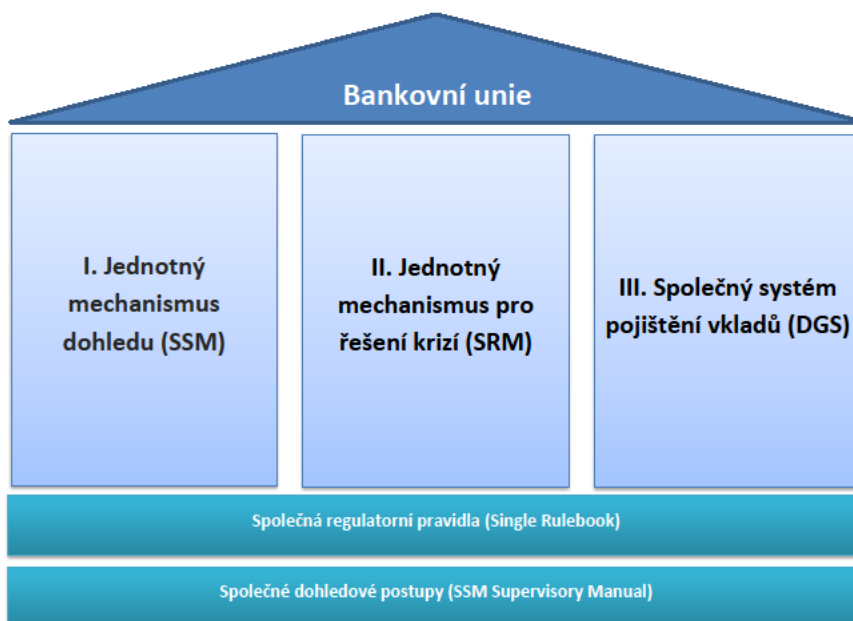 Bankovní unie
I. Jednotný
mechanismus
dohledu (SSM)
II. Jednotný
mechanismus pro
řešení krizí (SRM)
III. Společný systém
pojištění vkladů (DGS)
Společná regulatorní pravidla (Single Rulebook)
Společné dohledové postupy (SSM Supervisory Manual)